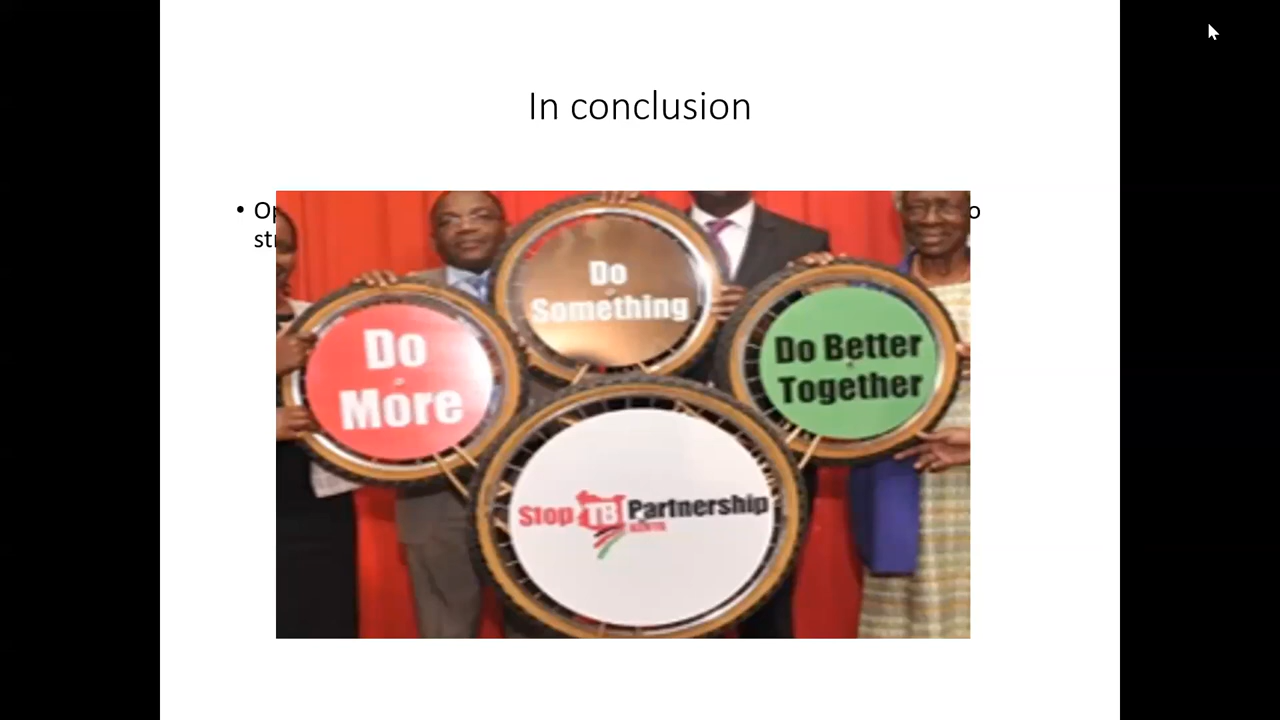 In conclusion
Do
Something
Do
More
Do Better
Together
Stop TB Partnership